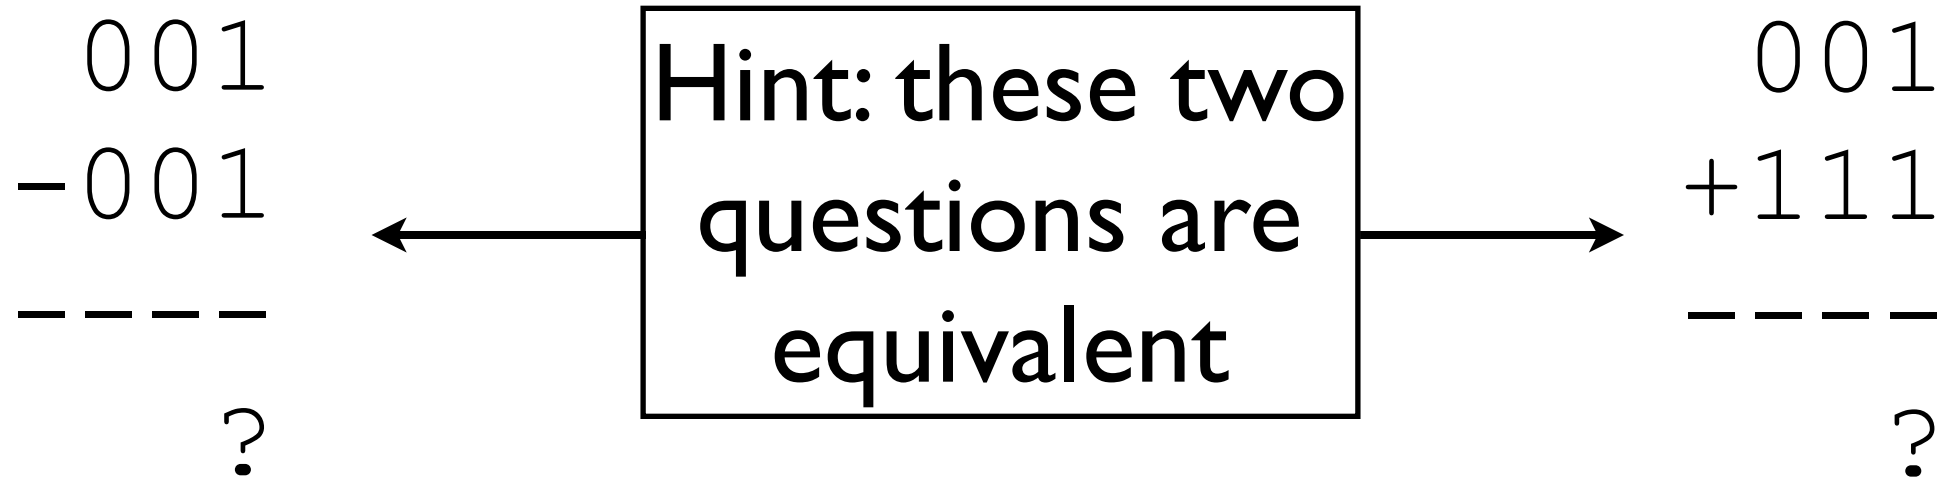 001
-001
----
?
Hint: these two
questions are
equivalent
001
+111
----
?